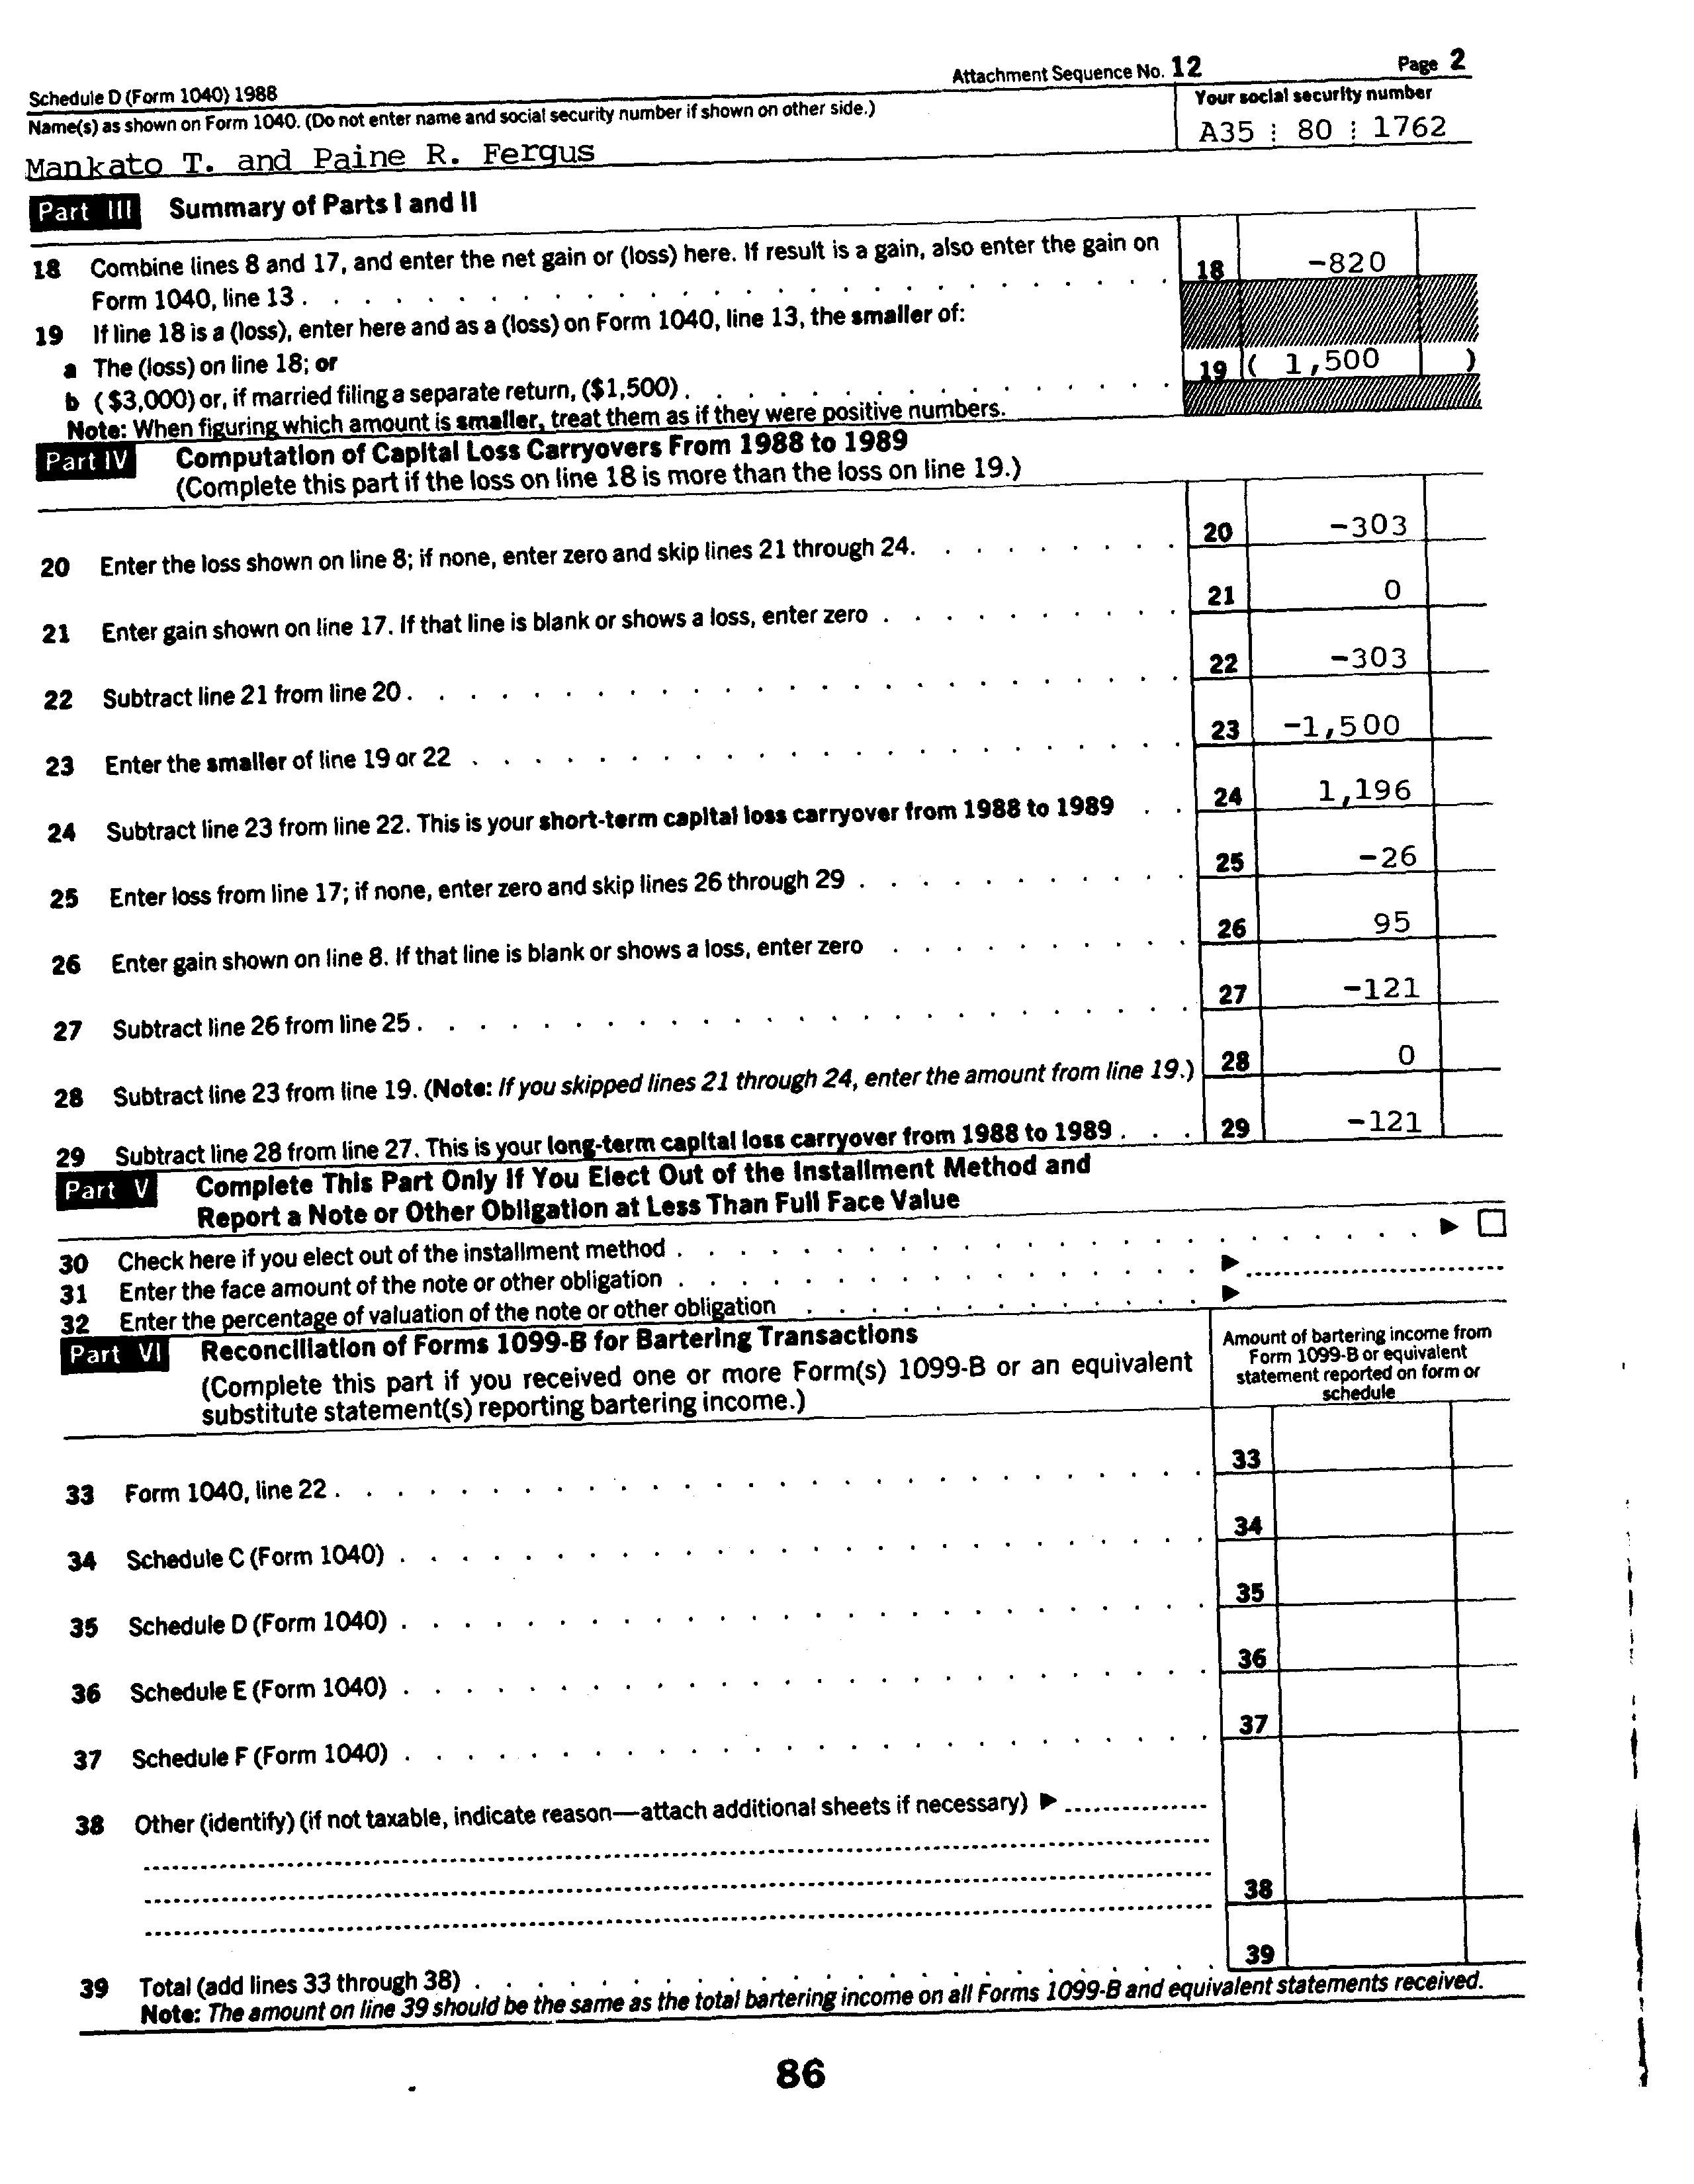 Schedule D (Form 1040) 1988 Attachment Sequence No. 12 Page 2
Name(s) as shown on Form 1040. (Do not enter name and social security number if shown on other side.) Your social security number
Mankato T. and Paine R. Fergus A35 80 1762
Part III Summary of Parts I and II
18 Combine lines 8 and 17, and enter the net gain or (loss) here. If result is a gain, also enter the gain on
Form 1040, line 13 . . . . . . . . . . . . . . . . . . . . . . . . . . . . 18 -820
19 If line 18 is a (loss), enter here and as a (loss) on Form 1040, line 13, the smaller of:
a The (loss) on line 18; or
b ($3,000) or, if married filing a separate return, ($1,500) . . . . . . . . . . . . . . . . 19 ( 1,500 )
Note: When figuring which amount is smaller, treat them as if they were positive numbers.
Part IV Computation of Capital Loss Carryovers From 1988 to 1989
(Complete this part if the loss on line 18 is more than the loss on line 19.)
20 Enter the loss shown on line 8; if none, enter zero and skip lines 21 through 24. . . . . . . . . . 20 -303
21 Enter gain shown on line 17. If that line is blank or shows a loss, enter zero . . . . . . . . . . 21 0
22 Subtract line 21 from line 20 . . . . . . . . . . . . . . . . . . . . . . . . . 22 -303
23 Enter the smaller of line 19 or 22 . . . . . . . . . . . . . . . . . . . . . . . 23 -1,500
24 Subtract line 23 from line 22. This is your short-term capital loss carryover from 1988 to 1989 . . 24 1,196
25 Enter loss from line 17; if none, enter zero and skip lines 26 through 29 . . . . . . . . . . . 25 -26
26 Enter gain shown on line 8. If that line is blank or shows a loss, enter zero . . . . . . . . . . 26 95
27 Subtract line 26 from line 25 . . . . . . . . . . . . . . . . . . . . . . . . . 27 -121
28 Subtract line 23 from line 19. (Note: If you skipped lines 21 through 24, enter the amount from line 19.) 28 0
29 Subtract line 28 from line 27. This is your long-term capital loss carryover from 1988 to 1989 . . . 29 -121
Part V Complete This Part Only If You Elect Out of the Installment Method and
Report a Note or Other Obligation at Less Than Full Face Value
30 Check here if you elect out of the installment method . . . . . . . . . . . . . . . . . . . . . . . . ▶ ☐
31 Enter the face amount of the note or other obligation . . . . . . . . . . . . . . . . . . ▶
32 Enter the percentage of valuation of the note or other obligation . . . . . . . . . . . . . ▶
Part VI Reconciliation of Forms 1099-B for Bartering Transactions
(Complete this part if you received one or more Form(s) 1099-B or an equivalent
substitute statement(s) reporting bartering income.)
Amount of bartering income from
Form 1099-B or equivalent
statement reported on form or
schedule
33 Form 1040, line 22 . . . . . . . . . . . . . . . . . . . . . . . . . . . . 33
34 Schedule C (Form 1040) . . . . . . . . . . . . . . . . . . . . . . . . . . 34
35 Schedule D (Form 1040) . . . . . . . . . . . . . . . . . . . . . . . . . . 35
36 Schedule E (Form 1040) . . . . . . . . . . . . . . . . . . . . . . . . . . 36
37 Schedule F (Form 1040) . . . . . . . . . . . . . . . . . . . . . . . . . . 37
38 Other (identify) (if not taxable, indicate reason—attach additional sheets if necessary) ▶ 38
39 Total (add lines 33 through 38) . . . . . . . . . . . . . . . . . . . . . . . . 39
Note: The amount on line 39 should be the same as the total bartering income on all Forms 1099-B and equivalent statements received.
86